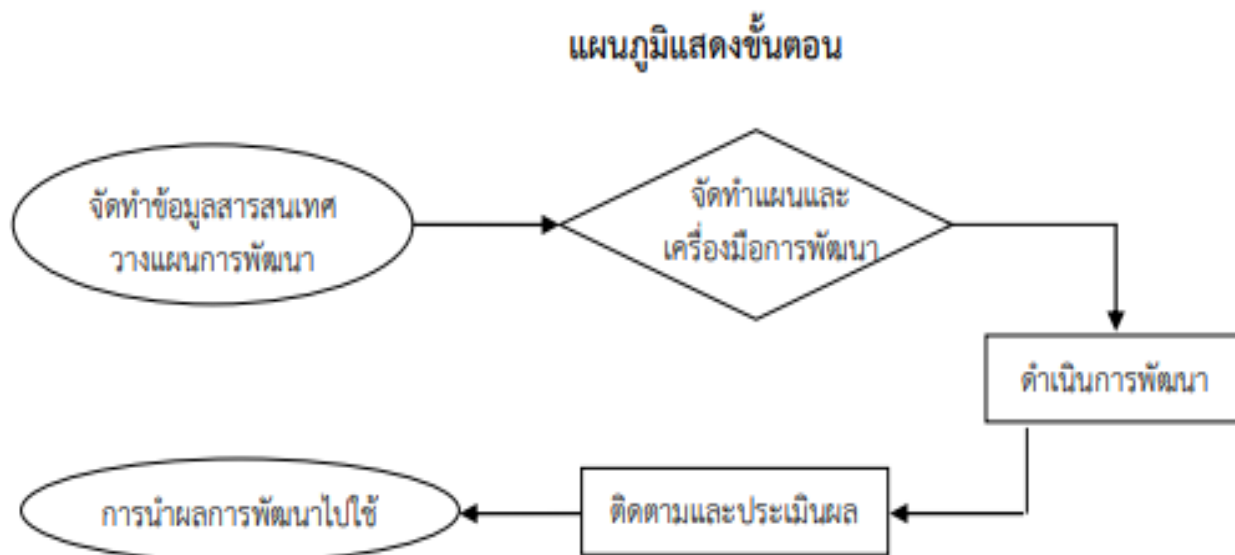 แผนภูมิแสดงขั้นตอน
จัดทำข้อมูลสารสนเทศ
วางแผนการพัฒนา
จัดทำแผนและ
เครื่องมือการพัฒนา
ดำเนินการพัฒนา
ติดตามและประเมินผล
การนำผลการพัฒนาไปใช้